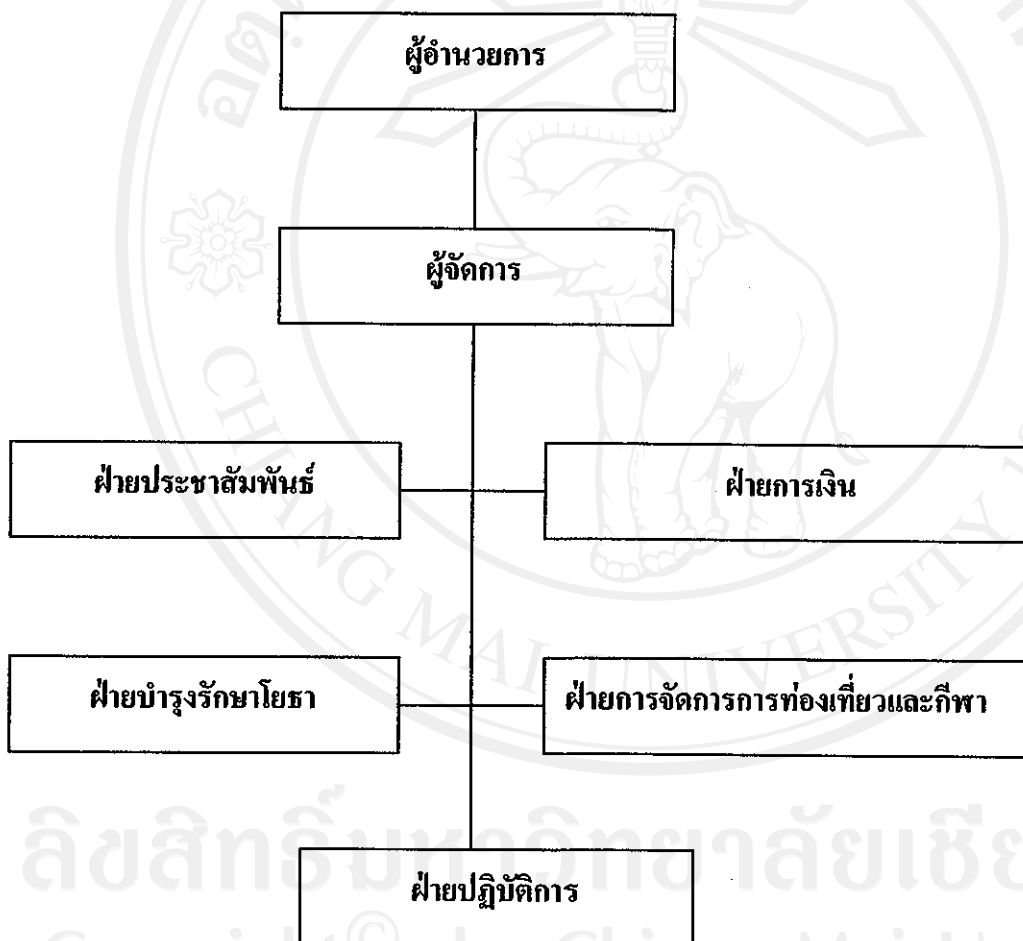 ผู้อำนวยการ
ผู้จัดการ
ฝ่ายประชาสัมพันธ์
ฝ่ายการเงิน
ฝ่ายบำรุงรักษาโยธา
ฝ่ายการจัดการการท่องเที่ยวและกีฬา
ฝ่ายปฏิบัติการ
CHIANG MAI UNIVERSITY